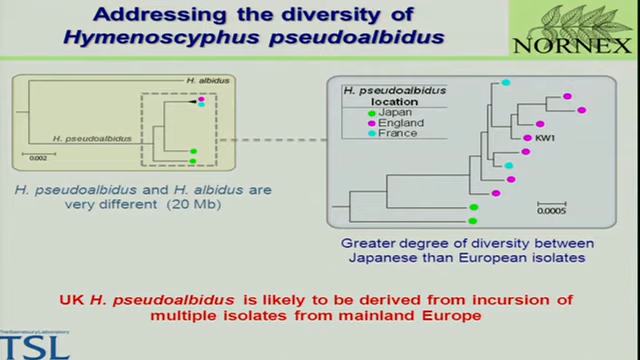 Addressing the diversity of
Hymenoscyphus pseudoalbidus
NORNEX
H. albidus
H. pseudoalbidus
0.002
H. pseudoalbidus
location
Japan
England
France
KW1
0.0005
H. pseudoalbidus and H. albidus are
very different (20 Mb)
Greater degree of diversity between
Japanese than European isolates
UK H. pseudoalbidus is likely to be derived from incursion of
multiple isolates from mainland Europe
The Sainsbury Laboratory
TSL